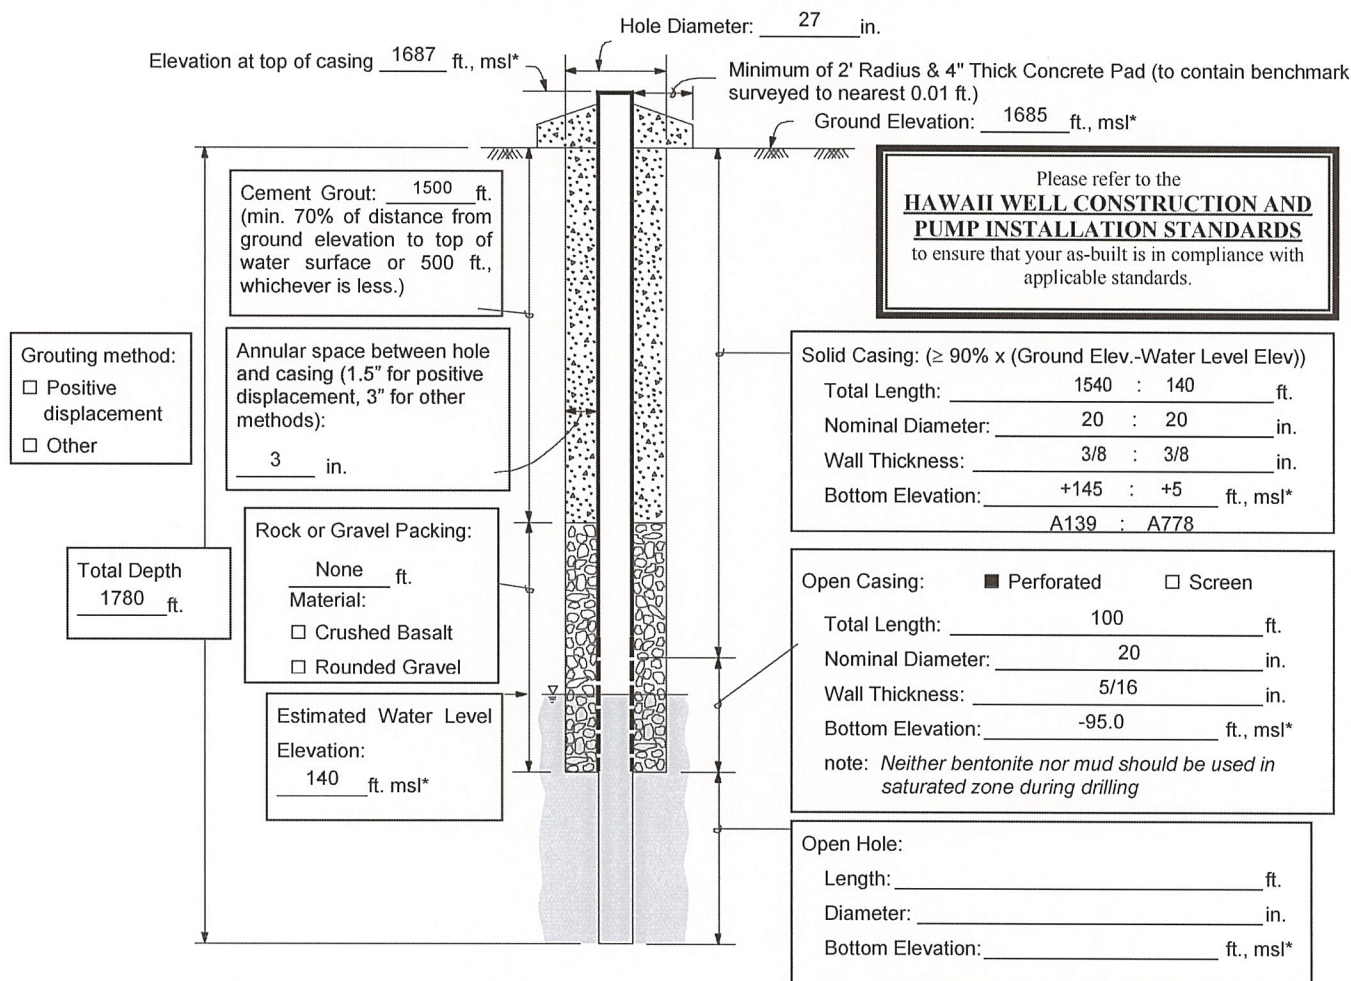 Hole Diameter: 27 in.
Elevation at top of casing 1687 ft., msl*
Minimum of 2' Radius & 4" Thick Concrete Pad (to contain benchmark
surveyed to nearest 0.01 ft.)
Ground Elevation: 1685 ft., msl*
Please refer to the
HAWAII WELL CONSTRUCTION AND
PUMP INSTALLATION STANDARDS
to ensure that your as-built is in compliance with
applicable standards.
Cement Grout: 1500 ft.
(min. 70% of distance from
ground elevation to top of
water surface or 500 ft.,
whichever is less.)
Grouting method:
☐ Positive
displacement
☐ Other
Annular space between hole
and casing (1.5" for positive
displacement, 3" for other
methods):
3 in.
Solid Casing: (≥ 90% x (Ground Elev.-Water Level Elev))
Total Length: 1540 : 140 ft.
Nominal Diameter: 20 : 20 in.
Wall Thickness: 3/8 : 3/8 in.
Bottom Elevation: +145 : +5 ft., msl*
A139 : A778
Rock or Gravel Packing:
None ft.
Material:
☐ Crushed Basalt
☐ Rounded Gravel
Total Depth
1780 ft.
Open Casing: ■ Perforated ☐ Screen
Total Length: 100 ft.
Nominal Diameter: 20 in.
Wall Thickness: 5/16 in.
Bottom Elevation: -95.0 ft., msl*
note: Neither bentonite nor mud should be used in
saturated zone during drilling
Estimated Water Level
Elevation:
140 ft. msl*
Open Hole:
Length: ft.
Diameter: in.
Bottom Elevation: ft., msl*